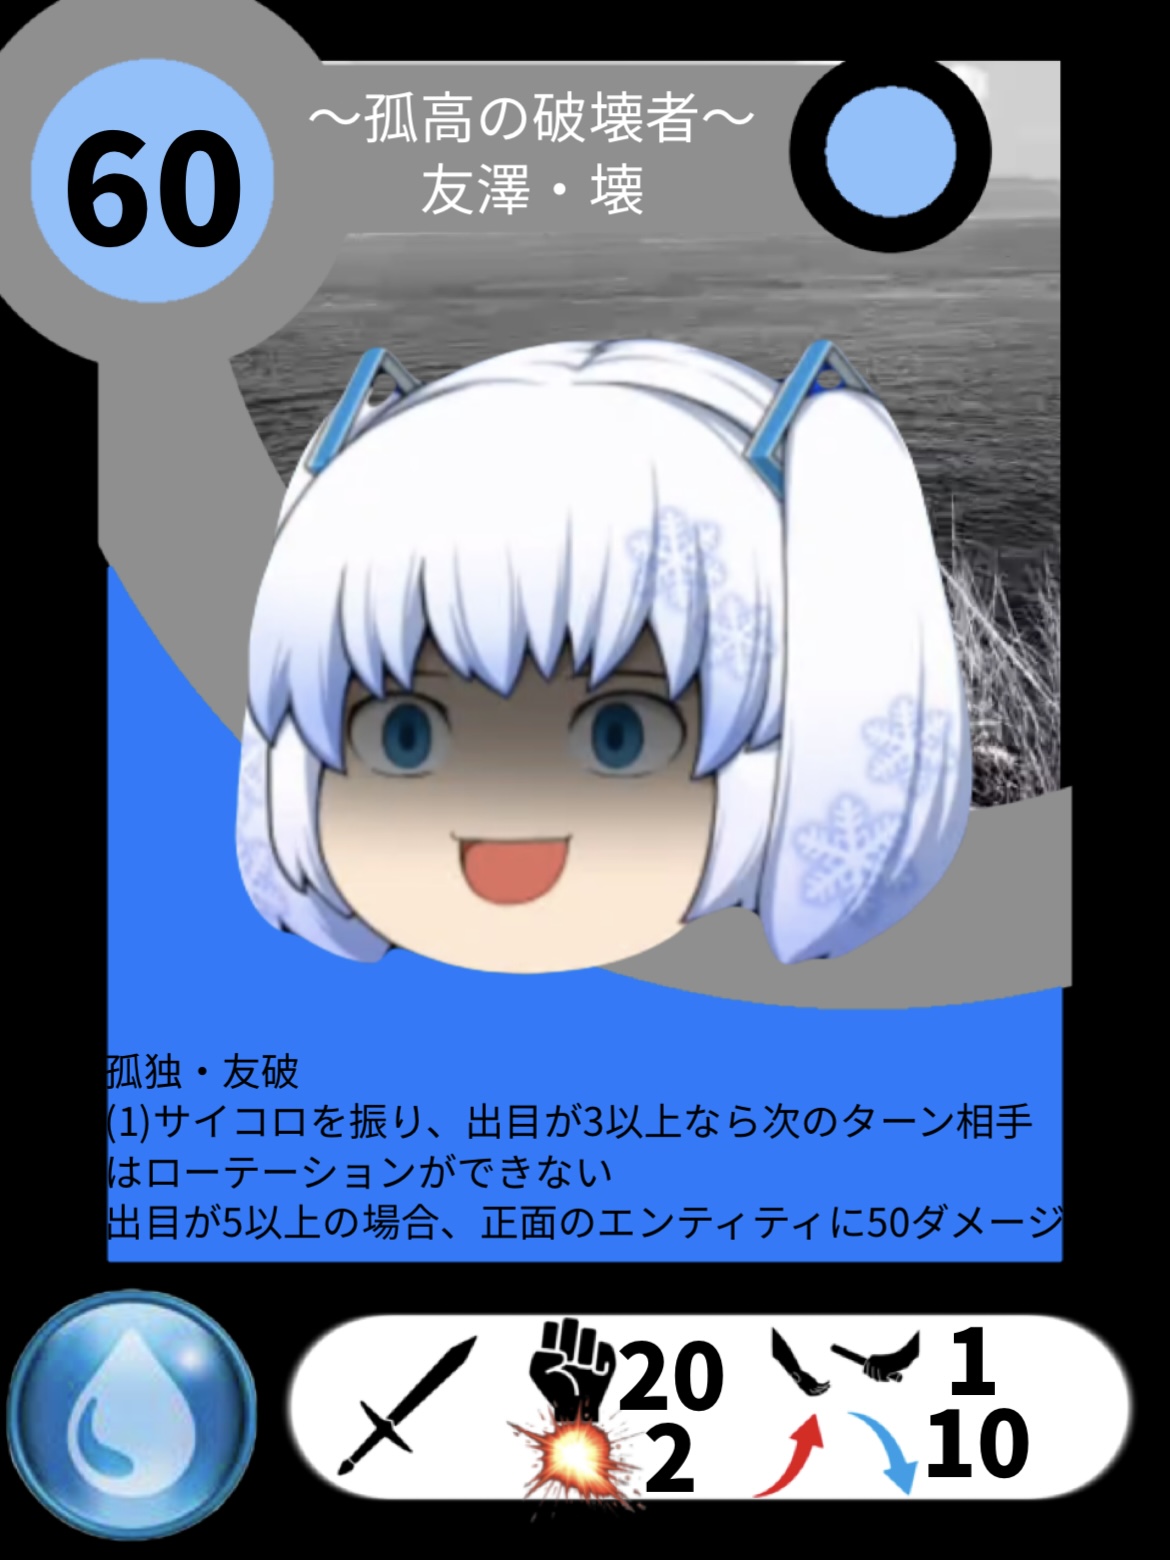 60
～孤高の破壊者～
友澤・壊
孤独・友破
(1)サイコロを振り、出目が3以上なら次のターン相手
はローテーションができない
出目が5以上の場合、正面のエンティティに50ダメージ
20
1
2
10